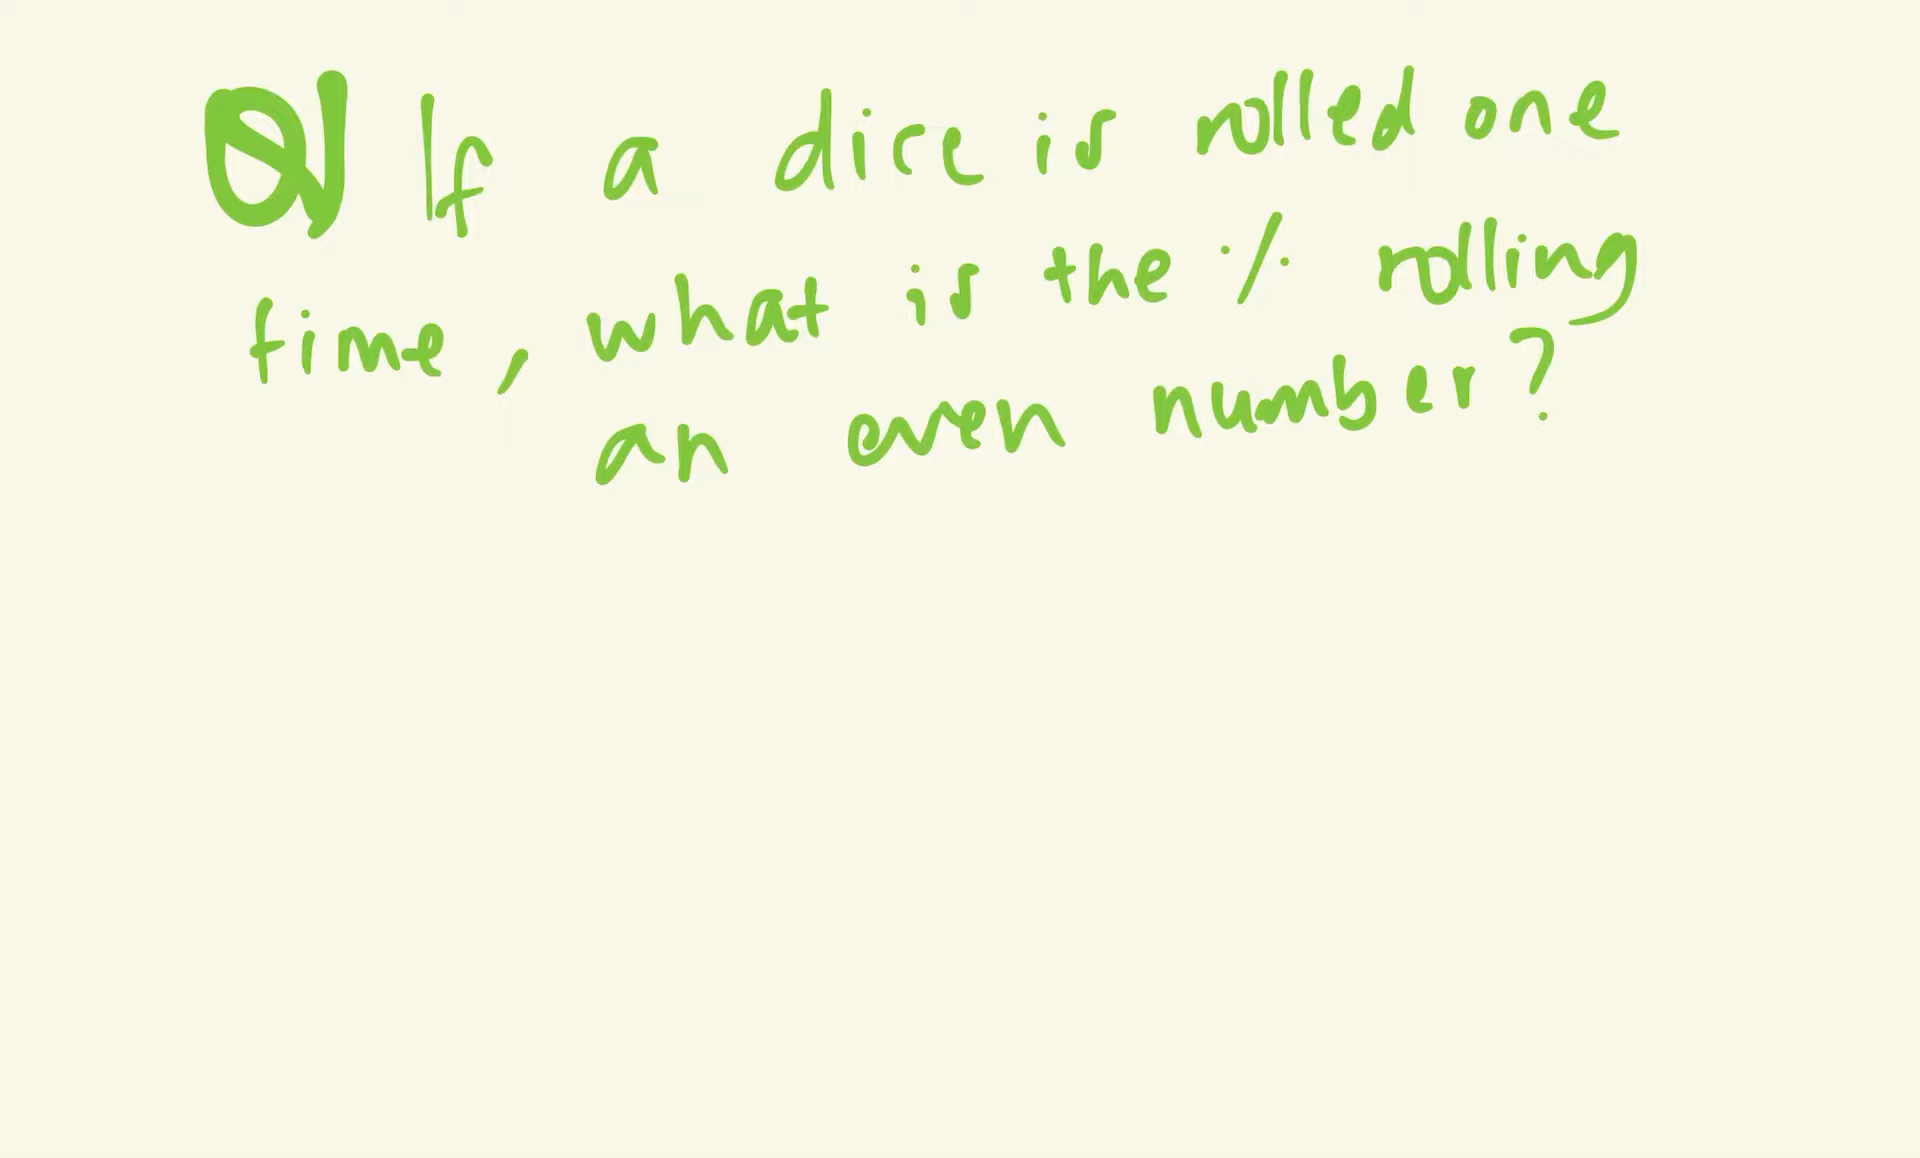 Q) If a dice is rolled one
time, what is the % rolling
an even number?